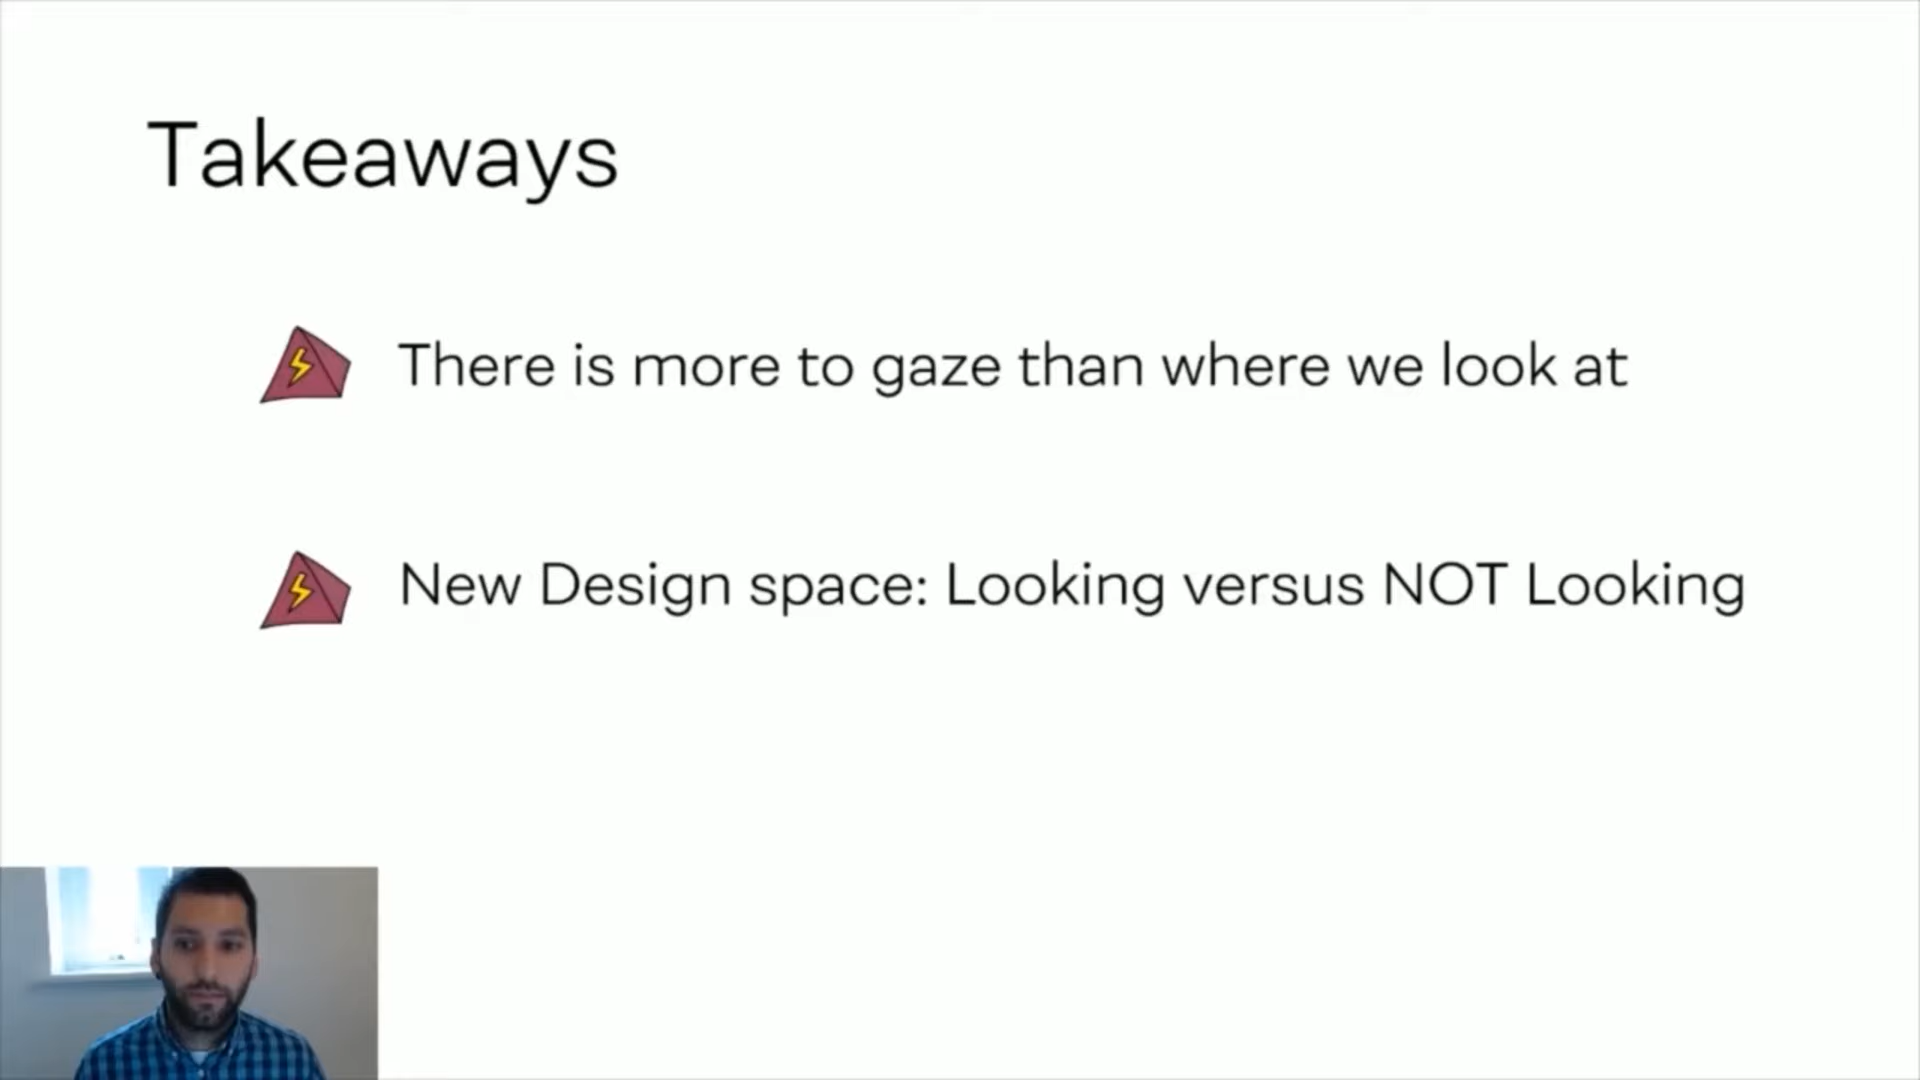 Takeaways
There is more to gaze than where we look at
New Design space: Looking versus NOT Looking